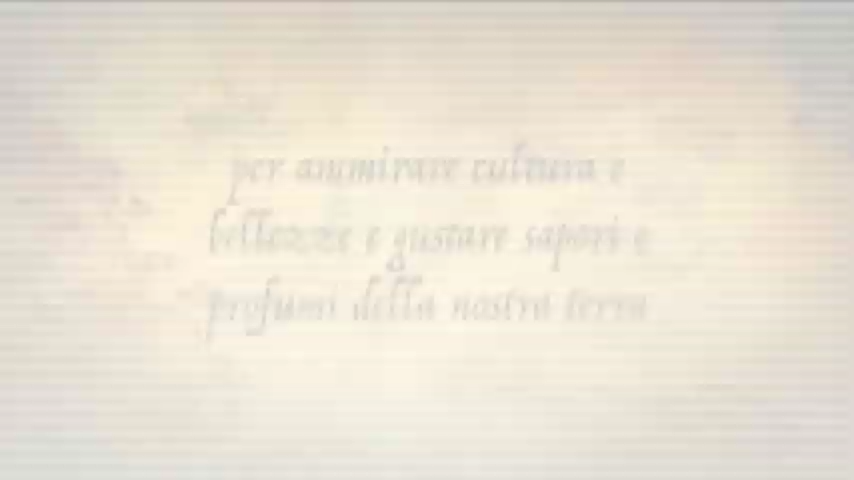 per ammirare cultura e
bellezze e gustare sapori e
profumi della nostra terra